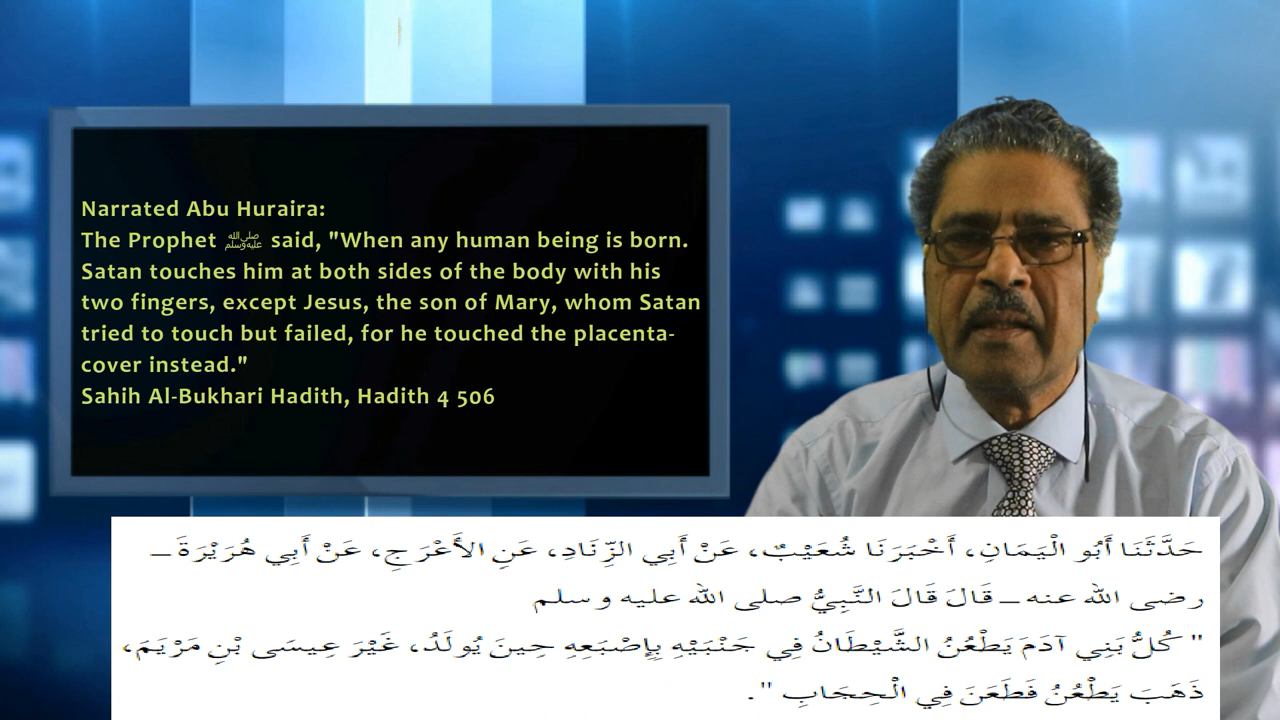 Narrated Abu Huraira:
The Prophet ﷺ said, "When any human being is born.
Satan touches him at both sides of the body with his
two fingers, except Jesus, the son of Mary, whom Satan
tried to touch but failed, for he touched the placenta-
cover instead."
Sahih Al-Bukhari Hadith, Hadith 4 506
حَدَّثَنَا أَبُو الْيَمَانِ، أَخْبَرَنَا شُعَيْبٌ، عَنْ أَبِي الزِّنَادِ، عَنِ الأَعْرَجِ، عَنْ أَبِي هُرَيْرَةَ ـ
رضى الله عنه ـ قَالَ قَالَ النَّبِيُّ صلى الله عليه وسلم
" كُلُّ بَنِي آدَمَ يَطْعُنُ الشَّيْطَانُ فِي جَنْبَيْهِ بِإِصْبَعِهِ حِينَ يُولَدُ، غَيْرَ عِيسَى بْنِ مَرْيَمَ،
ذَهَبَ يَطْعُنُ فَطَعَنَ فِي الْحِجَابِ ".